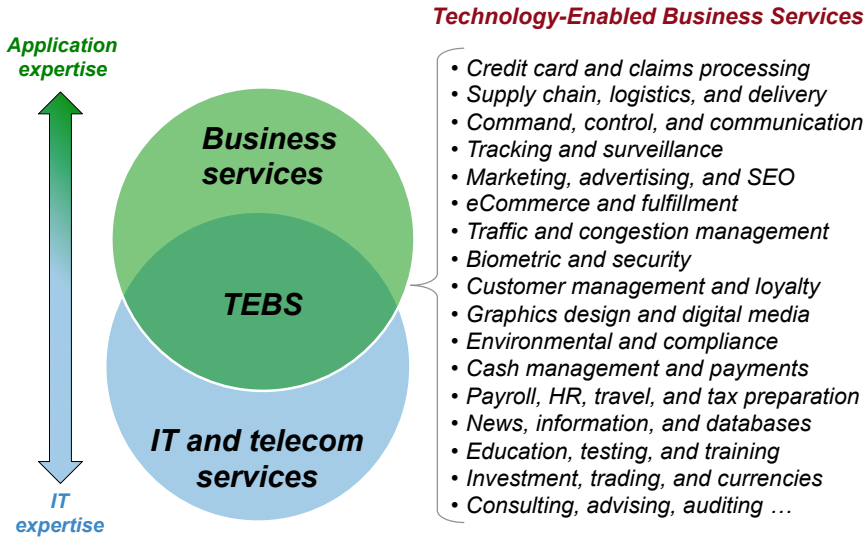 Technology-Enabled Business Services
Application
expertise
Business
services
TEBS
IT and telecom
services
IT
expertise
• Credit card and claims processing
• Supply chain, logistics, and delivery
• Command, control, and communication
• Tracking and surveillance
• Marketing, advertising, and SEO
• eCommerce and fulfillment
• Traffic and congestion management
• Biometric and security
• Customer management and loyalty
• Graphics design and digital media
• Environmental and compliance
• Cash management and payments
• Payroll, HR, travel, and tax preparation
• News, information, and databases
• Education, testing, and training
• Investment, trading, and currencies
• Consulting, advising, auditing …